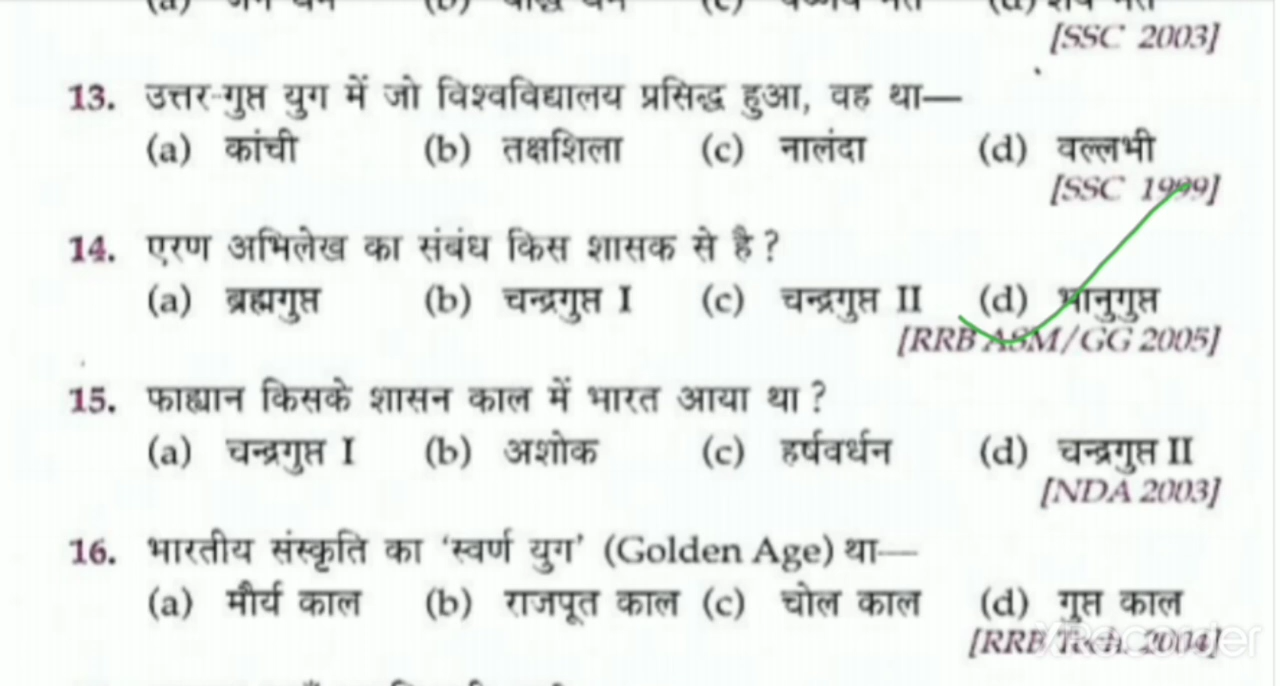 [SSC 2003]
13. उत्तर-गुप्त युग में जो विश्वविद्यालय प्रसिद्ध हुआ, वह था—
(a) कांची (b) तक्षशिला (c) नालंदा (d) वल्लभी
[SSC 1999]
14. एरण अभिलेख का संबंध किस शासक से है ?
(a) ब्रह्मगुप्त (b) चन्द्रगुप्त I (c) चन्द्रगुप्त II (d) भानुगुप्त
[RRB ASM/GG 2005]
15. फाह्यान किसके शासन काल में भारत आया था ?
(a) चन्द्रगुप्त I (b) अशोक (c) हर्षवर्धन (d) चन्द्रगुप्त II
[NDA 2003]
16. भारतीय संस्कृति का ‘स्वर्ण युग’ (Golden Age) था—
(a) मौर्य काल (b) राजपूत काल (c) चोल काल (d) गुप्त काल
[RRB Tech. 2004]